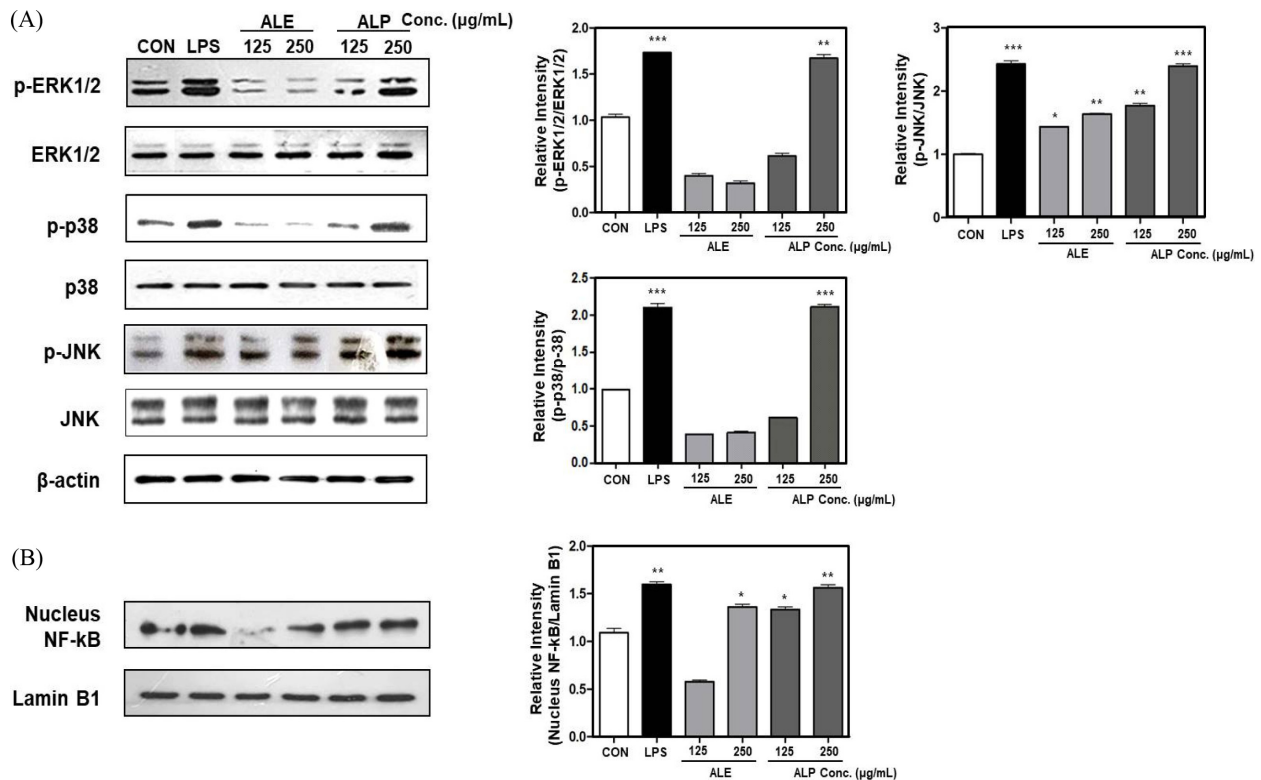 (A)
ALE ALP Conc. (µg/mL)
CON LPS 125 250 125 250
p-ERK1/2
ERK1/2
p-p38
p38
p-JNK
JNK
β-actin
Relative Intensity
(p-ERK1/2/ERK1/2)
2.0
1.5
1.0
0.5
0.0
***
**
CON LPS 125 250 125 250
ALE ALP Conc. (µg/mL)
Relative Intensity
(p-JNK/JNK)
3
2
1
0
***
*
**
**
***
CON LPS 125 250 125 250
ALE ALP Conc. (µg/mL)
Relative Intensity
(p-p38/p-38)
2.5
2.0
1.5
1.0
0.5
0.0
***
***
CON LPS 125 250 125 250
ALE ALP Conc. (µg/mL)
(B)
Nucleus
NF-kB
Lamin B1
Relative Intensity
(Nucleus NF-kB/Lamin B1)
2.0
1.5
1.0
0.5
0.0
**
*
*
**
CON LPS 125 250 125 250
ALE ALP Conc. (µg/mL)